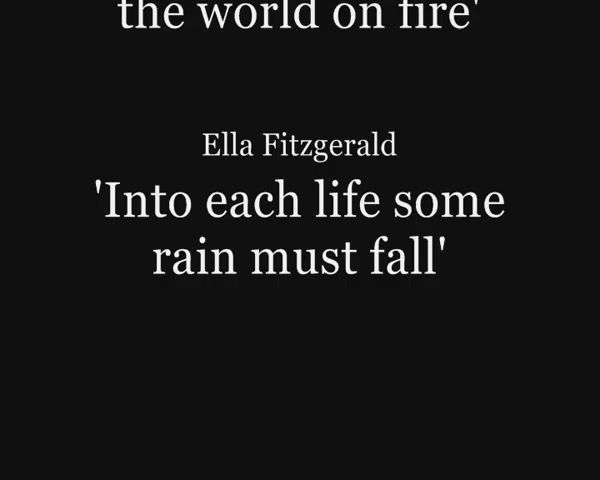 the world on fire'
Ella Fitzgerald
'Into each life some
rain must fall'